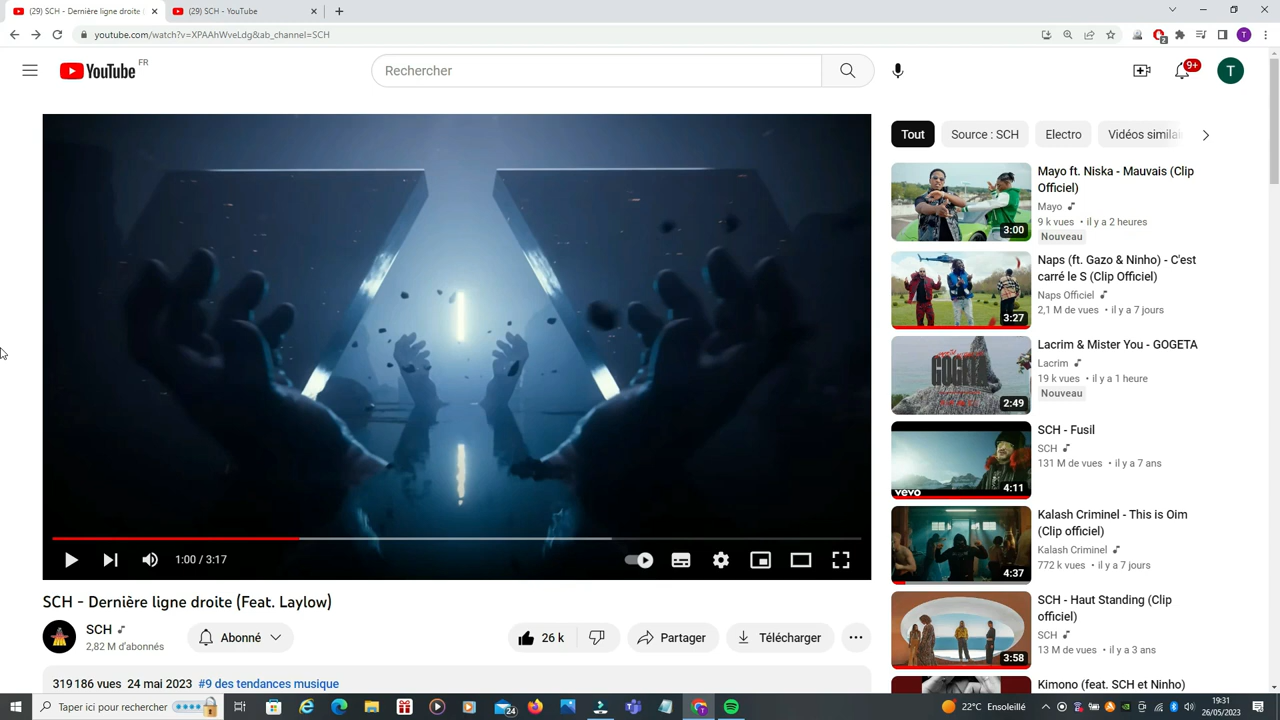 (29) SCH - Dernière ligne droite (
(29) SCH - YouTube
youtube.com/watch?v=XPAAhWveLdg&ab_channel=SCH
2
T
YouTube FR
Rechercher
9+
T
Tout
Source : SCH
Electro
Vidéos similai
3:00
Mayo ft. Niska - Mauvais (Clip
Officiel)
Mayo
9 k vues • il y a 2 heures
Nouveau
3:27
Naps (ft. Gazo & Ninho) - C'est
carré le S (Clip Officiel)
Naps Officiel
2,1 M de vues • il y a 7 jours
GOGETA
2:49
Lacrim & Mister You - GOGETA
Lacrim
19 k vues • il y a 1 heure
Nouveau
vevo
4:11
SCH - Fusil
SCH
131 M de vues • il y a 7 ans
4:37
Kalash Criminel - This is Oim
(Clip officiel)
Kalash Criminel
772 k vues • il y a 7 jours
3:58
SCH - Haut Standing (Clip
officiel)
SCH
13 M de vues • il y a 3 ans
Kimono (feat. SCH et Ninho)
1:00 / 3:17
SCH - Dernière ligne droite (Feat. Laylow)
SCH
2,82 M d'abonnés
Abonné
26 k
Partager
Télécharger
319 186 vues 24 mai 2023 #9 des tendances musique
Taper ici pour rechercher
24
T
22°C Ensoleillé
19:31
26/05/2023